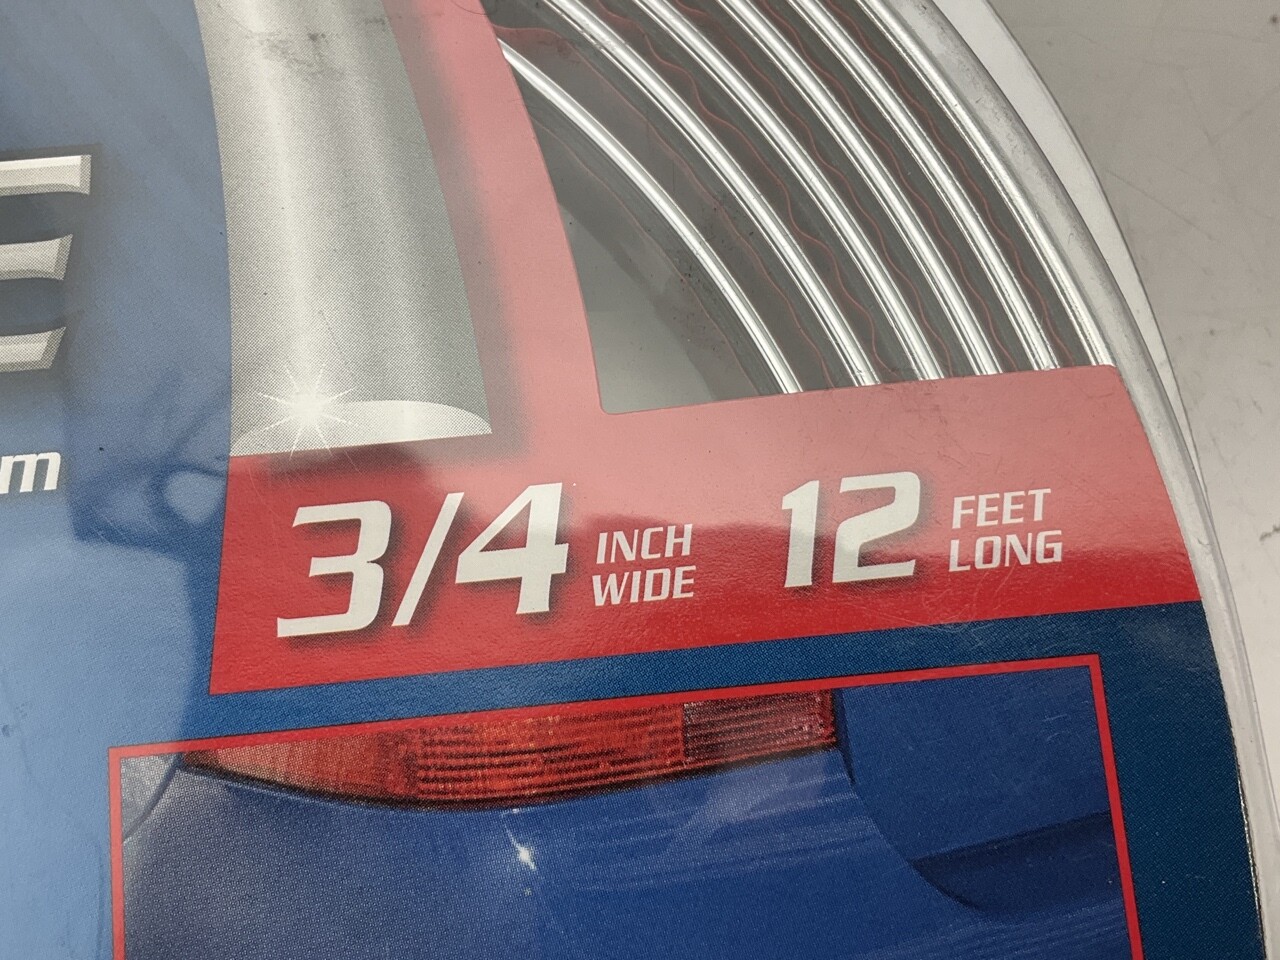 E
m
3/4 INCH WIDE
12 FEET LONG